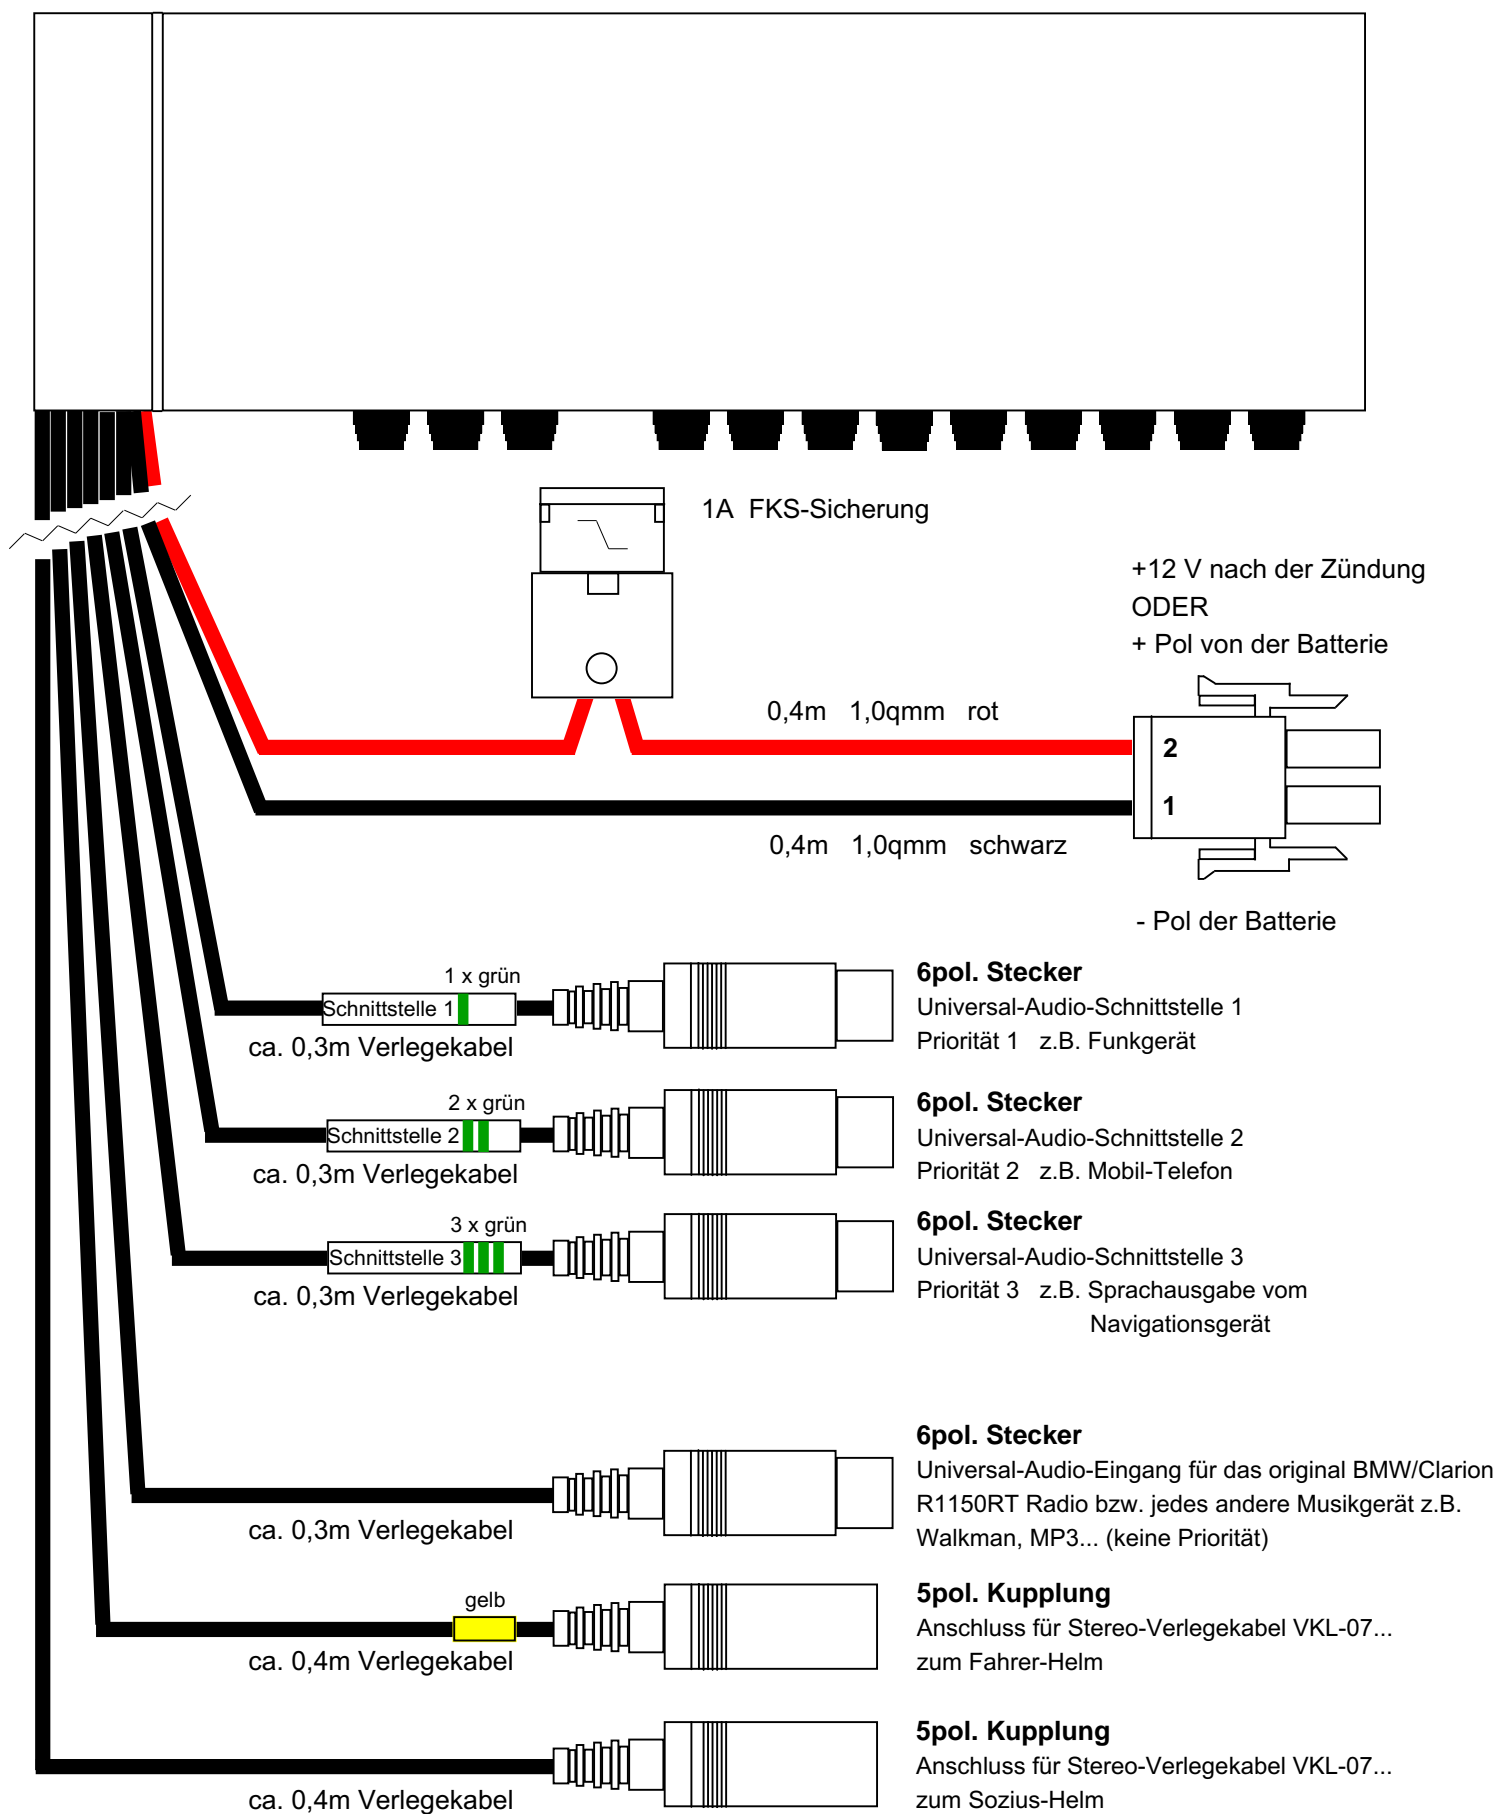 1A FKS-Sicherung
+12 V nach der Zündung
ODER
+ Pol von der Batterie
0,4m 1,0qmm rot
2
1
0,4m 1,0qmm schwarz
- Pol der Batterie
1 x grün
Schnittstelle 1
ca. 0,3m Verlegekabel
6pol. Stecker
Universal-Audio-Schnittstelle 1
Priorität 1 z.B. Funkgerät
2 x grün
Schnittstelle 2
ca. 0,3m Verlegekabel
6pol. Stecker
Universal-Audio-Schnittstelle 2
Priorität 2 z.B. Mobil-Telefon
3 x grün
Schnittstelle 3
ca. 0,3m Verlegekabel
6pol. Stecker
Universal-Audio-Schnittstelle 3
Priorität 3 z.B. Sprachausgabe vom
Navigationsgerät
ca. 0,3m Verlegekabel
6pol. Stecker
Universal-Audio-Eingang für das original BMW/Clarion
R1150RT Radio bzw. jedes andere Musikgerät z.B.
Walkman, MP3... (keine Priorität)
gelb
ca. 0,4m Verlegekabel
5pol. Kupplung
Anschluss für Stereo-Verlegekabel VKL-07...
zum Fahrer-Helm
ca. 0,4m Verlegekabel
5pol. Kupplung
Anschluss für Stereo-Verlegekabel VKL-07...
zum Sozius-Helm